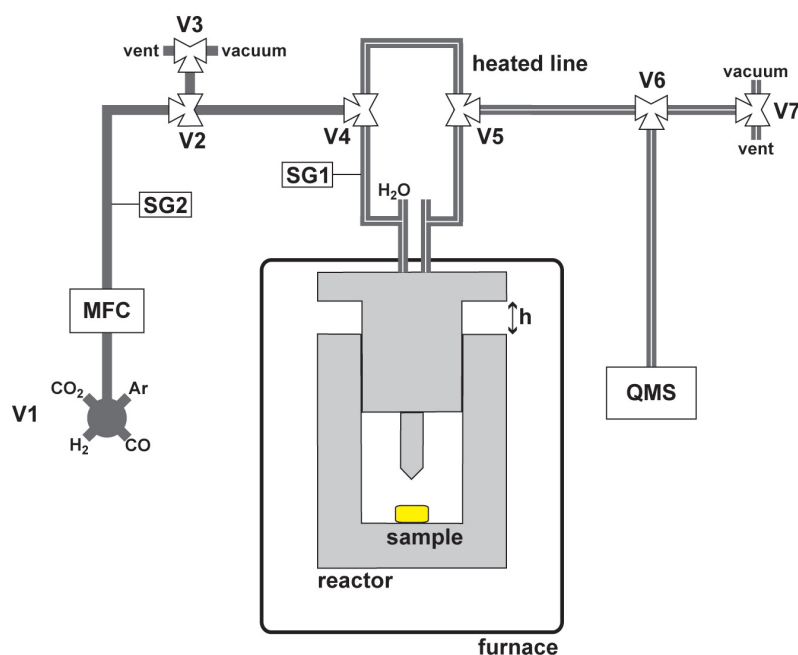 V3
vent
vacuum
V2
V4
heated line
V5
V6
vacuum
V7
vent
SG1
H₂O
SG2
MFC
h
CO₂
Ar
V1
H₂
CO
QMS
sample
reactor
furnace